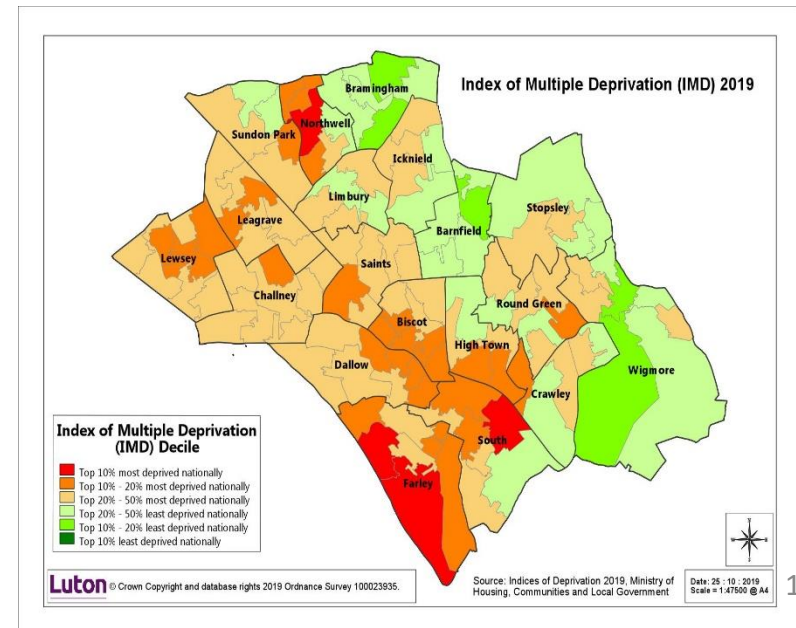 Index of Multiple Deprivation (IMD) 2019
Bramingham
Northwell
Sundon Park
Icknield
Limbury
Stopsley
Leagrave
Barnfield
Lewsey
Saints
Challney
Round Green
Biscot
High Town
Dallow
Wigmore
Crawley
South
Farley
Index of Multiple Deprivation
(IMD) Decile
Top 10% most deprived nationally
Top 10% - 20% most deprived nationally
Top 20% - 50% most deprived nationally
Top 20% - 50% least deprived nationally
Top 10% - 20% least deprived nationally
Top 10% least deprived nationally
Luton © Crown Copyright and database rights 2019 Ordnance Survey 100023935.
Source: Indices of Deprivation 2019, Ministry of
Housing, Communities and Local Government
Date: 25 : 10 : 2019
Scale = 1:47500 @ A4
1